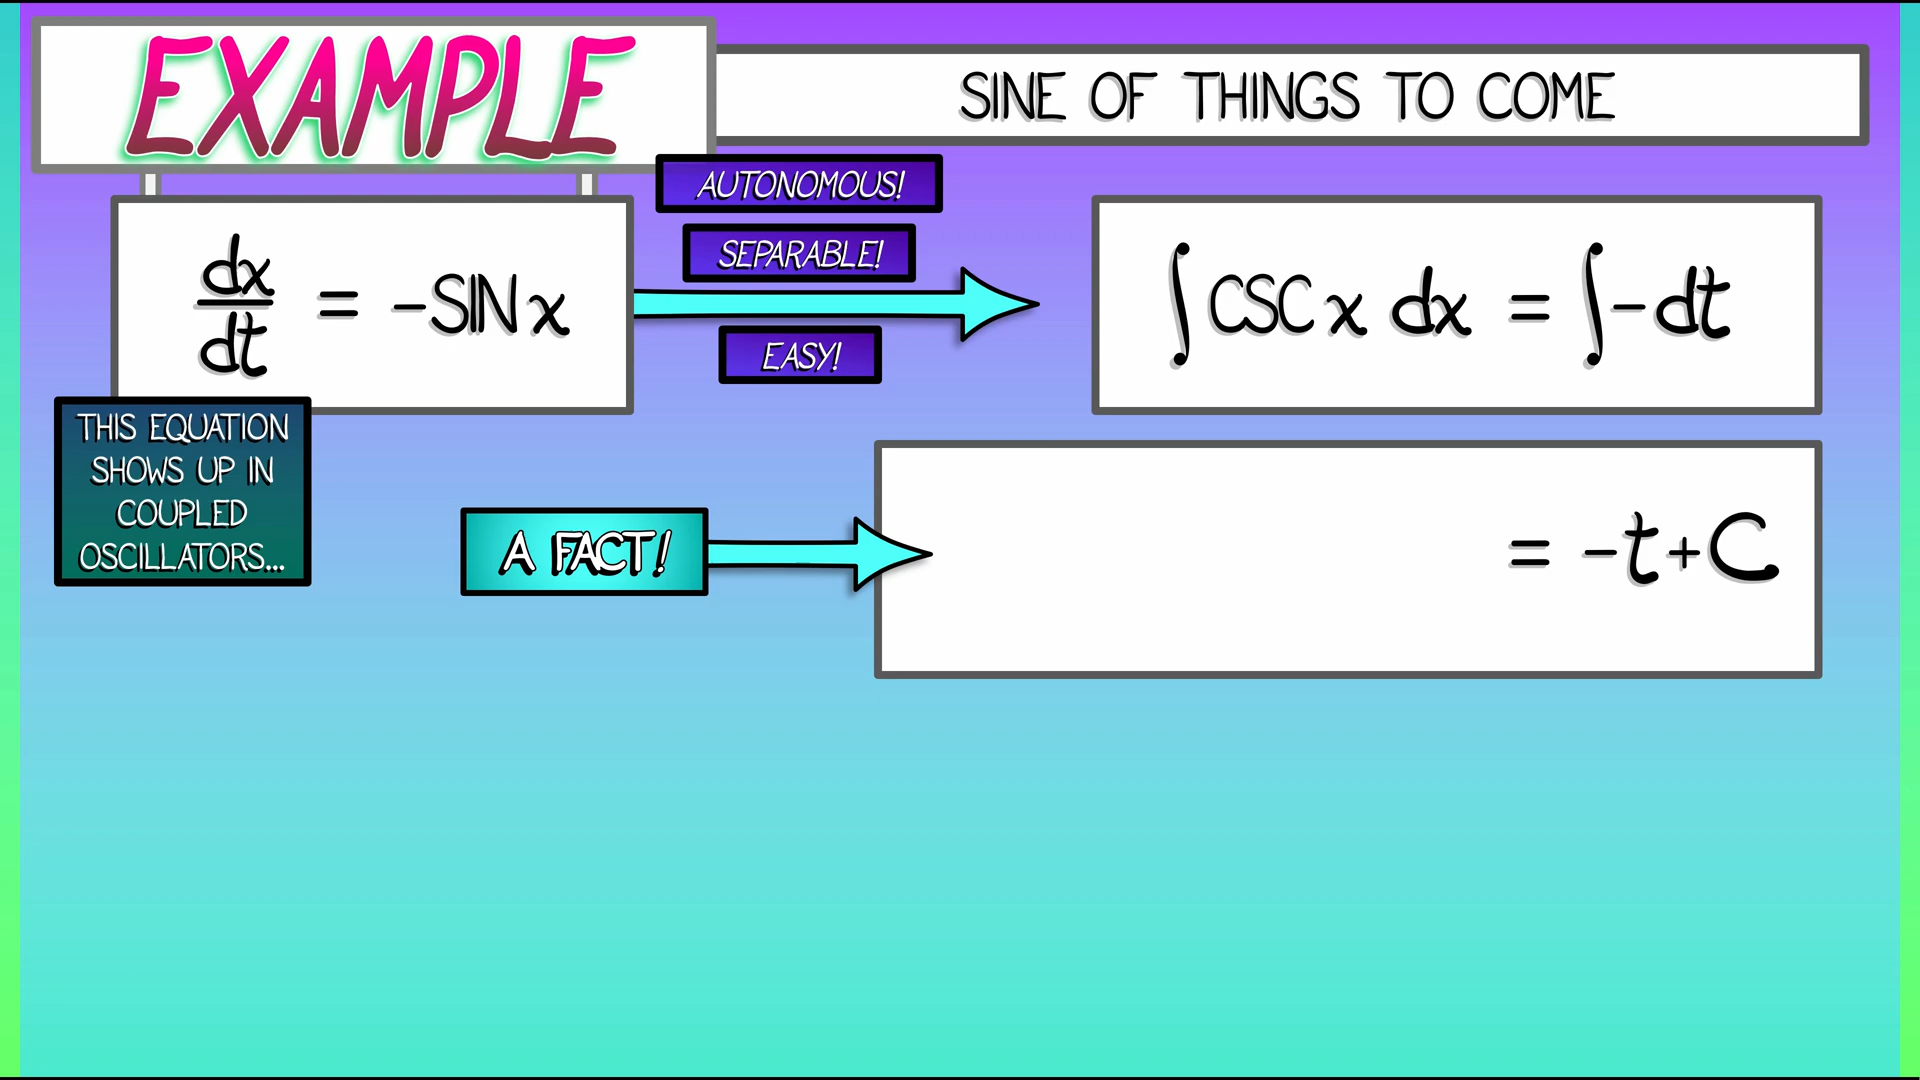 EXAMPLE
SINE OF THINGS TO COME
AUTONOMOUS!
SEPARABLE!
EASY!
dx/dt = -SIN x
∫CSC x dx = ∫-dt
THIS EQUATION
SHOWS UP IN
COUPLED
OSCILLATORS...
A FACT!
= -t+C